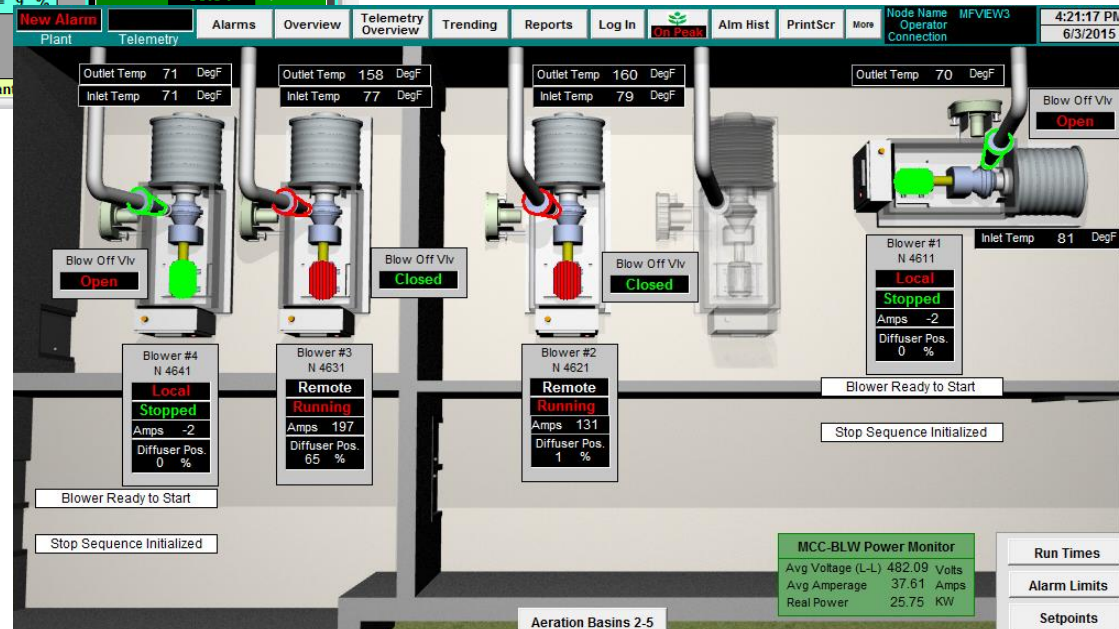 9 %
New Alarm
Plant
Telemetry
Alarms
Overview
Telemetry
Overview
Trending
Reports
Log In
On Peak
Alm Hist
PrintScr
More
Node Name MFVIEW3
Operator
Connection
4:21:17 PM
6/3/2015
Outlet Temp 71 DegF
Inlet Temp 71 DegF
Outlet Temp 158 DegF
Inlet Temp 77 DegF
Outlet Temp 160 DegF
Inlet Temp 79 DegF
Outlet Temp 70 DegF
Blow Off Vlv
Open
Inlet Temp 81 DegF
Blow Off Vlv
Open
Blow Off Vlv
Closed
Blow Off Vlv
Closed
Blower #1
N 4611
Local
Stopped
Amps -2
Diffuser Pos.
0 %
Blower Ready to Start
Stop Sequence Initialized
Blower #4
N 4641
Local
Stopped
Amps -2
Diffuser Pos.
0 %
Blower Ready to Start
Stop Sequence Initialized
Blower #3
N 4631
Remote
Running
Amps 197
Diffuser Pos.
65 %
Blower #2
N 4621
Remote
Running
Amps 131
Diffuser Pos.
1 %
MCC-BLW Power Monitor
Avg Voltage (L-L) 482.09 Volts
Avg Amperage 37.61 Amps
Real Power 25.75 KW
Run Times
Alarm Limits
Setpoints
Aeration Basins 2-5